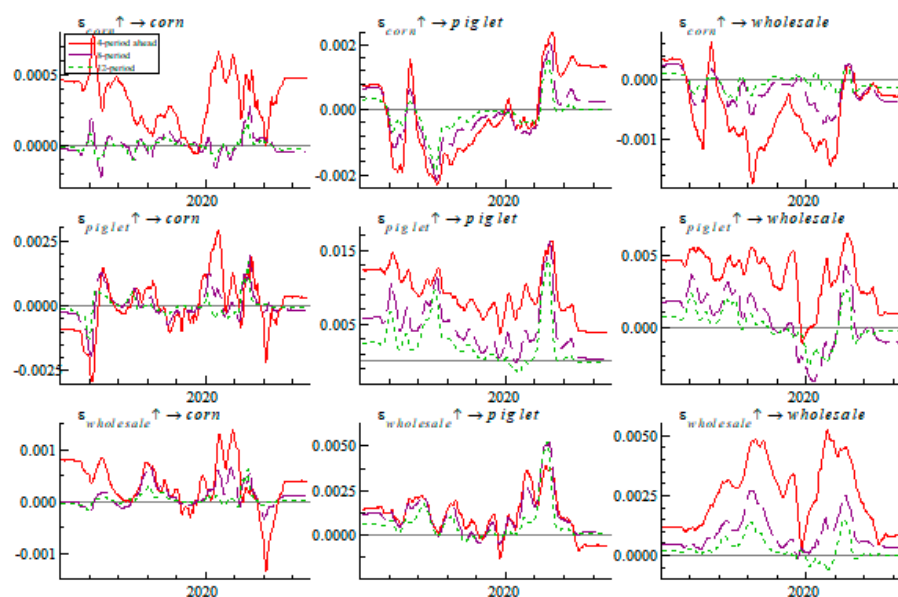 s corn ↑ → corn
s corn ↑ → piglet
s corn ↑ → wholesale
4-period ahead
8-period
12-period
0.0005
0.0000
2020
0.002
0.000
-0.002
2020
0.000
-0.001
2020
s piglet ↑ → corn
s piglet ↑ → piglet
s piglet ↑ → wholesale
0.0025
0.0000
-0.0025
2020
0.015
0.005
2020
0.005
0.000
2020
s wholesale ↑ → corn
s wholesale ↑ → piglet
s wholesale ↑ → wholesale
0.001
0.000
-0.001
2020
0.0050
0.0025
0.0000
2020
0.0050
0.0025
0.0000
2020